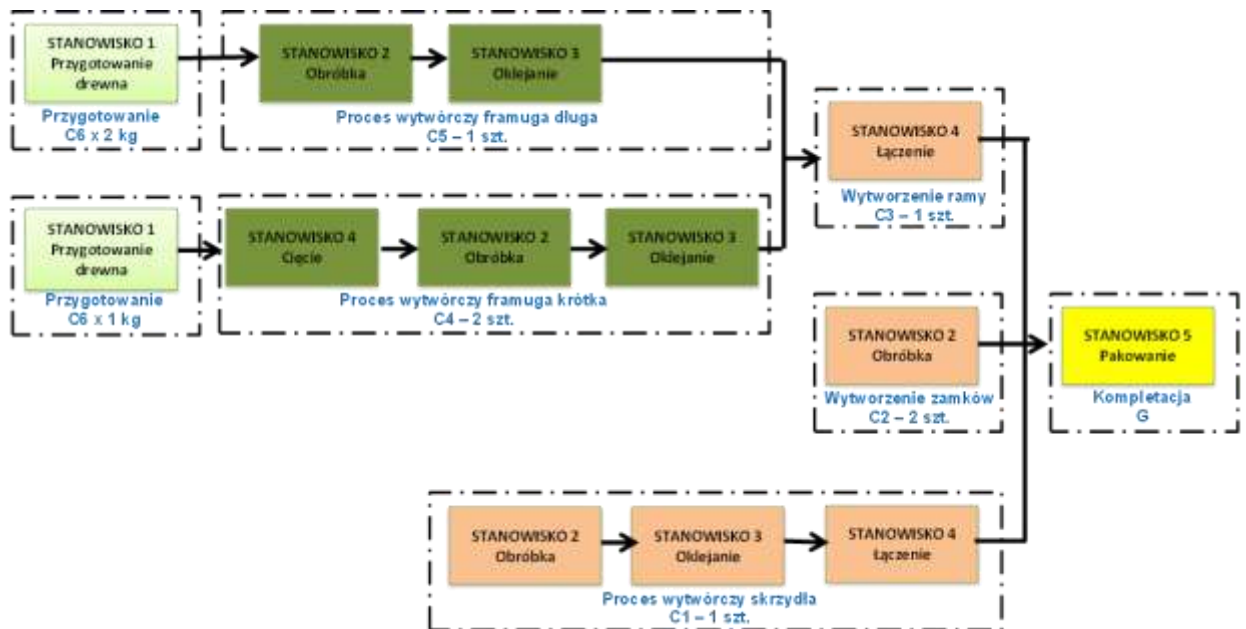 STANOWISKO 1
Przygotowanie
drewna
Przygotowanie
C6 x 2 kg
STANOWISKO 2
Obróbka
STANOWISKO 3
Oklejanie
Proces wytwórczy framuga długa
C5 – 1 szt.
STANOWISKO 4
Łączenie
Wytworzenie ramy
C3 – 1 szt.
STANOWISKO 1
Przygotowanie
drewna
Przygotowanie
C6 x 1 kg
STANOWISKO 4
Cięcie
STANOWISKO 2
Obróbka
STANOWISKO 3
Oklejanie
Proces wytwórczy framuga krótka
C4 – 2 szt.
STANOWISKO 2
Obróbka
Wytworzenie zamków
C2 – 2 szt.
STANOWISKO 5
Pakowanie
Kompletacja
G
STANOWISKO 2
Obróbka
STANOWISKO 3
Oklejanie
STANOWISKO 4
Łączenie
Proces wytwórczy skrzydła
C1 – 1 szt.